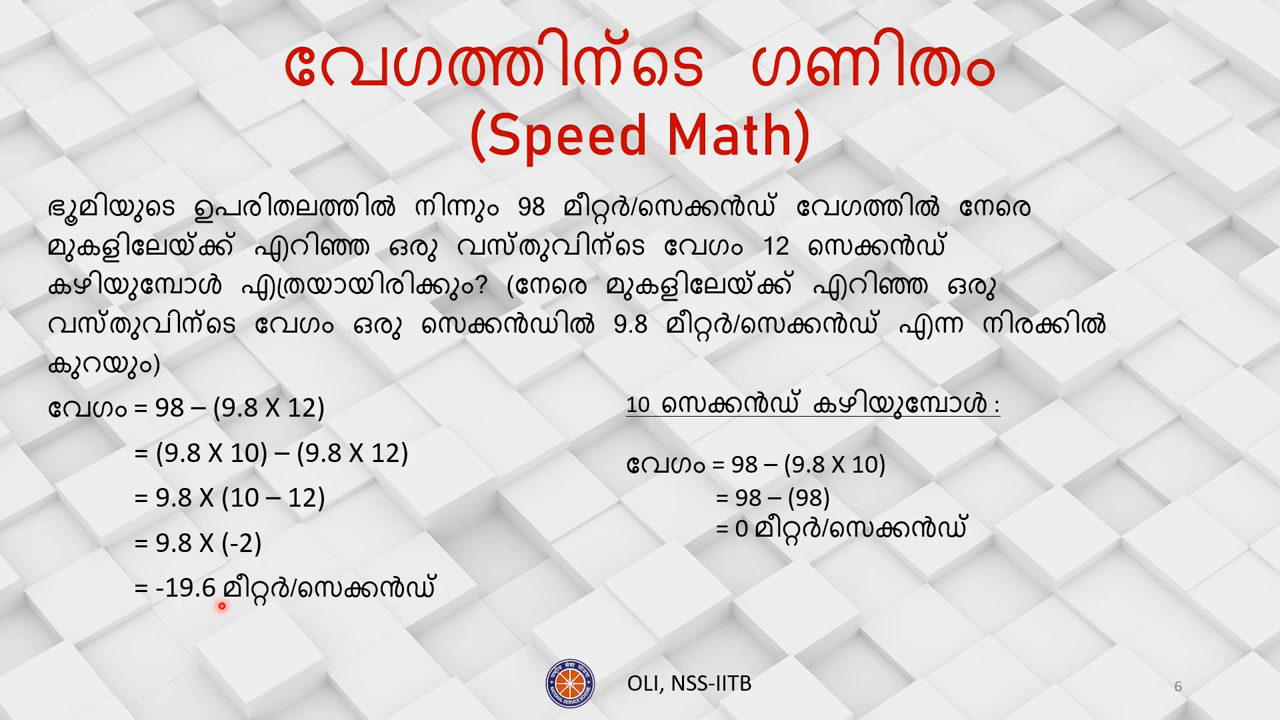 വേഗത്തിന്റെ ഗണിതം
(Speed Math)
ഭൂമിയുടെ ഉപരിതലത്തിൽ നിന്നും 98 മീറ്റർ/സെക്കൻഡ് വേഗത്തിൽ നേരെ
മുകളിലേയ്ക്ക് എറിഞ്ഞ ഒരു വസ്തുവിന്റെ വേഗം 12 സെക്കൻഡ്
കഴിയുമ്പോൾ എത്രയായിരിക്കും? (നേരെ മുകളിലേയ്ക്ക് എറിഞ്ഞ ഒരു
വസ്തുവിന്റെ വേഗം ഒരു സെക്കൻഡിൽ 9.8 മീറ്റർ/സെക്കൻഡ് എന്ന നിരക്കിൽ
കുറയും)
വേഗം = 98 – (9.8 X 12)
= (9.8 X 10) – (9.8 X 12)
= 9.8 X (10 – 12)
= 9.8 X (-2)
= -19.6 മീറ്റർ/സെക്കൻഡ്
10 സെക്കൻഡ് കഴിയുമ്പോൾ :
വേഗം = 98 – (9.8 X 10)
= 98 – (98)
= 0 മീറ്റർ/സെക്കൻഡ്
OLI, NSS-IITB
6